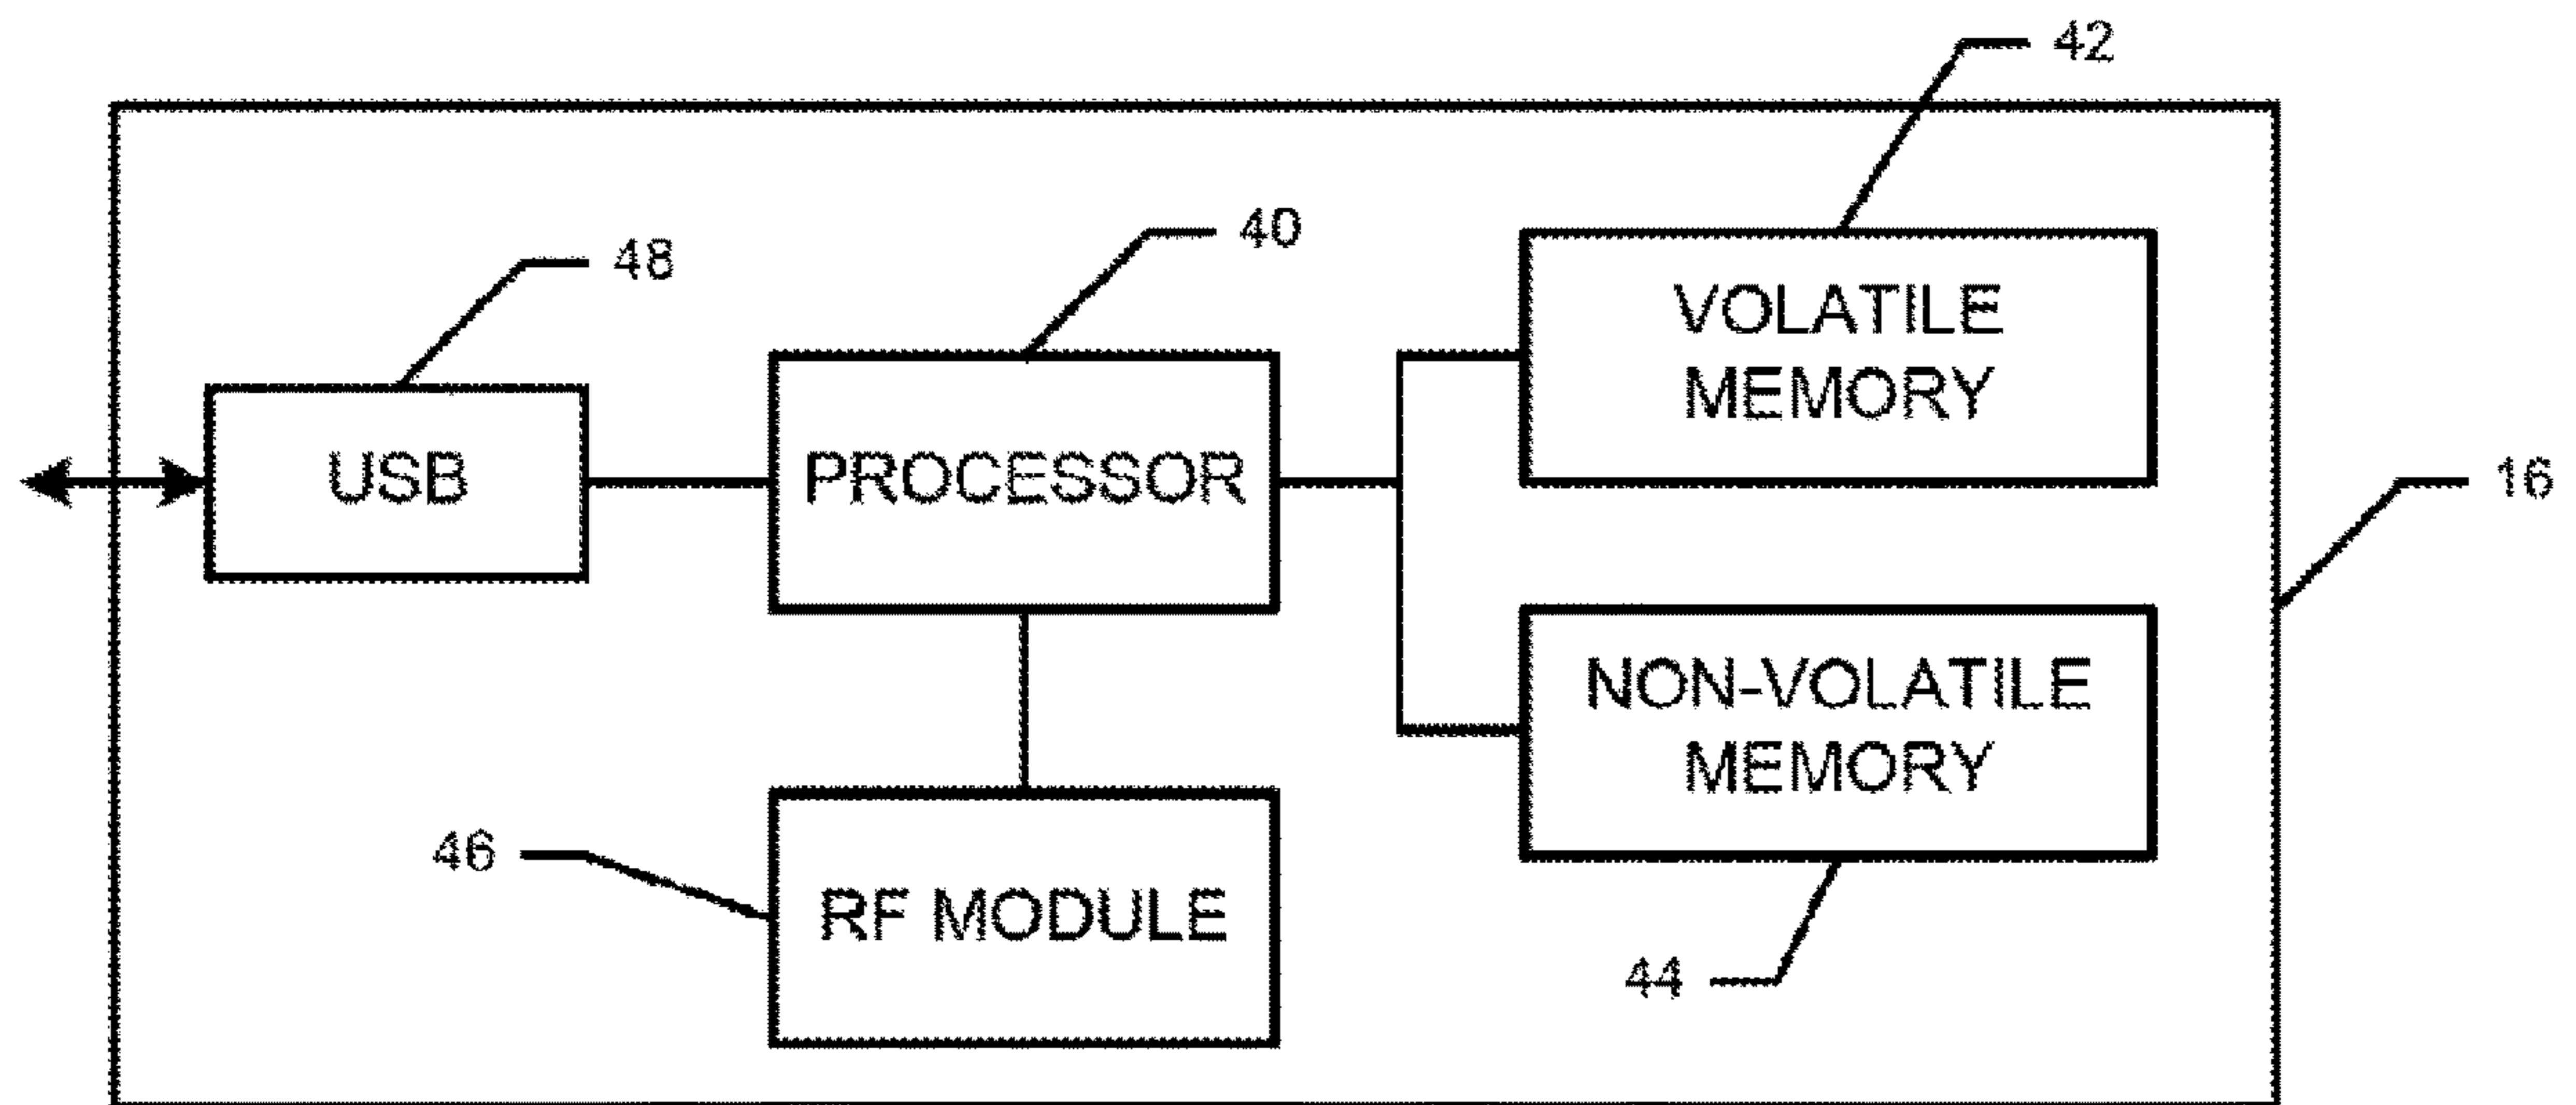 42
40
48
VOLATILE
MEMORY
USB
PROCESSOR
16
NON-VOLATILE
MEMORY
46
RF MODULE
44